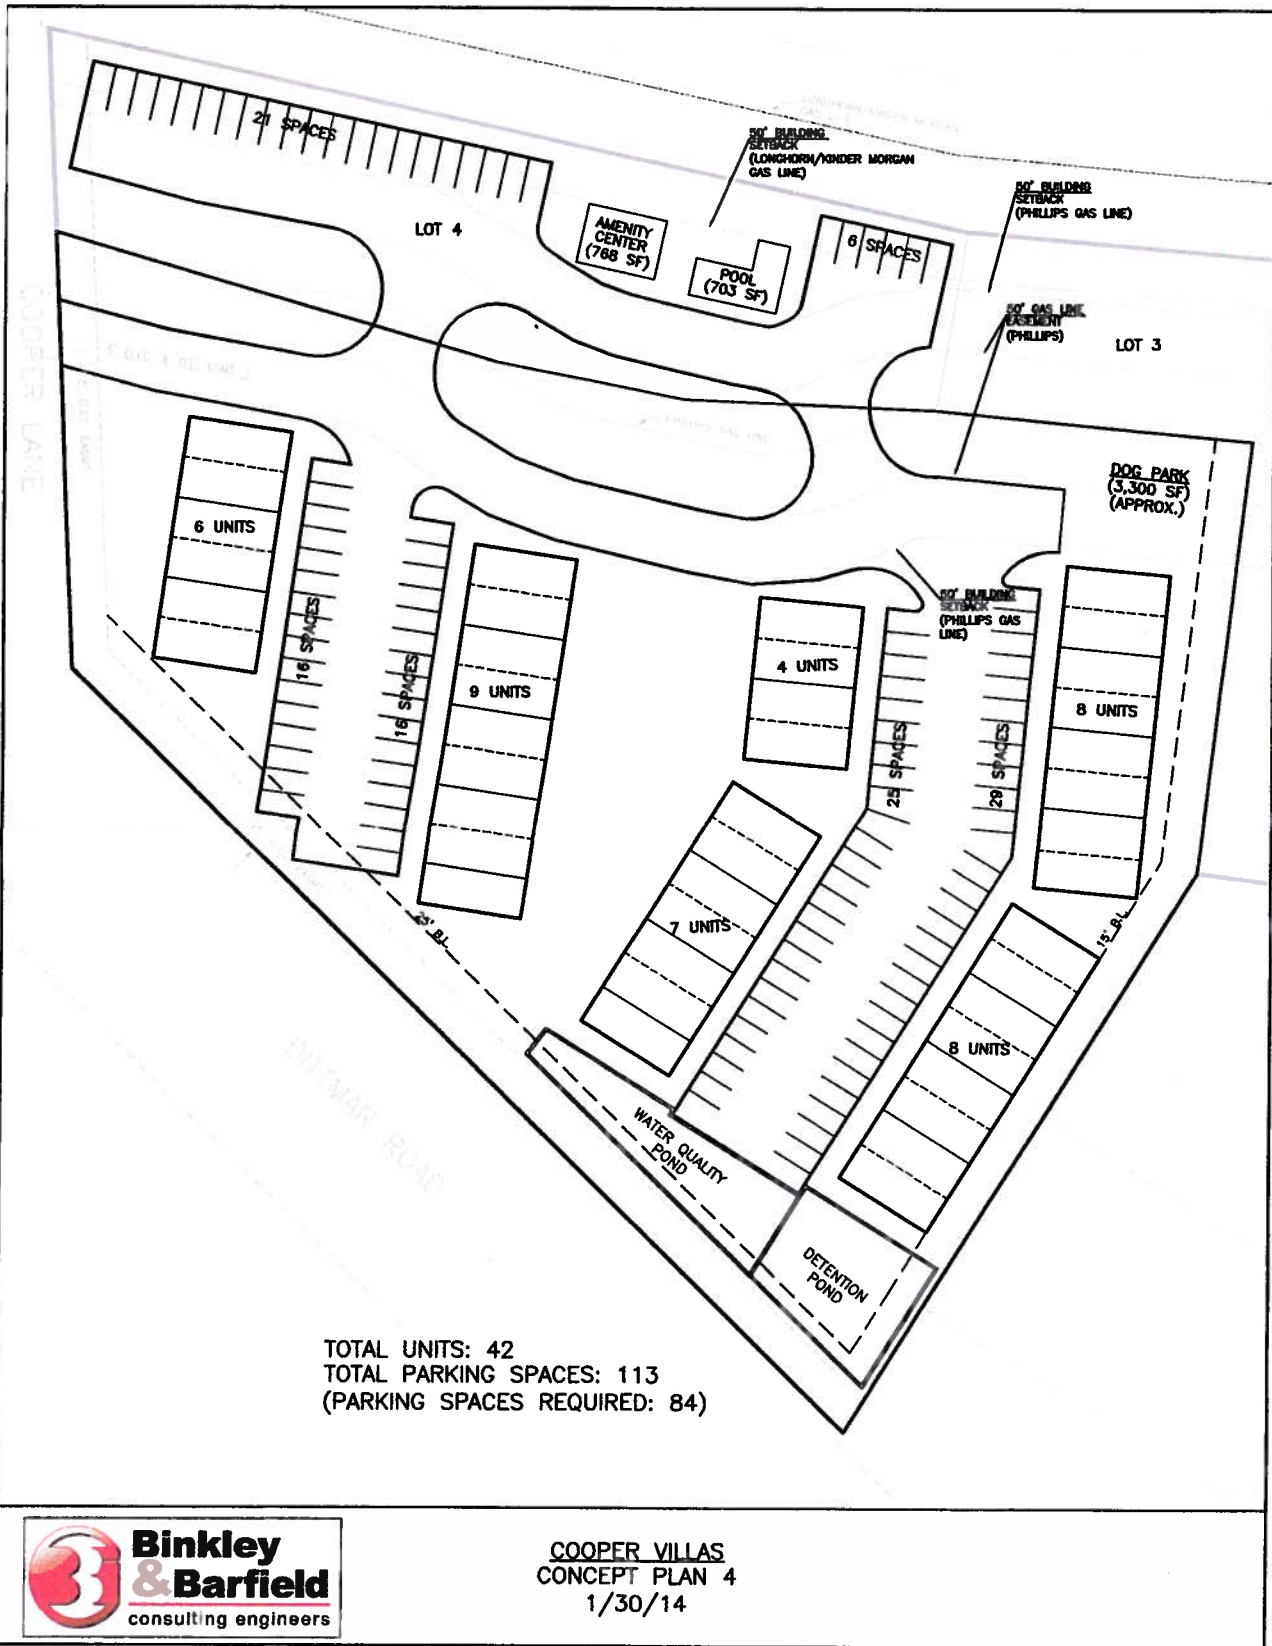 21 SPACES
LOT 4
AMENITY
CENTER
(768 SF)
50' BUILDING
SETBACK
(LONGHORN/KINDER MORGAN
GAS LINE)
POOL
(703 SF)
6 SPACES
50' BUILDING
SETBACK
(PHILLIPS GAS LINE)
50' GAS LINE
EASEMENT
(PHILLIPS)
LOT 3
COOPER LANE
DOG PARK
(3,300 SF)
(APPROX.)
6 UNITS
16 SPACES
16 SPACES
9 UNITS
4 UNITS
50' BUILDING
SETBACK
(PHILLIPS GAS
LINE)
25 SPACES
29 SPACES
8 UNITS
7 UNITS
25' B.L.
15' B.L.
8 UNITS
DITTMAR ROAD
WATER QUALITY
POND
DETENTION
POND
TOTAL UNITS: 42
TOTAL PARKING SPACES: 113
(PARKING SPACES REQUIRED: 84)
Binkley
& Barfield
consulting engineers
COOPER VILLAS
CONCEPT PLAN 4
1/30/14